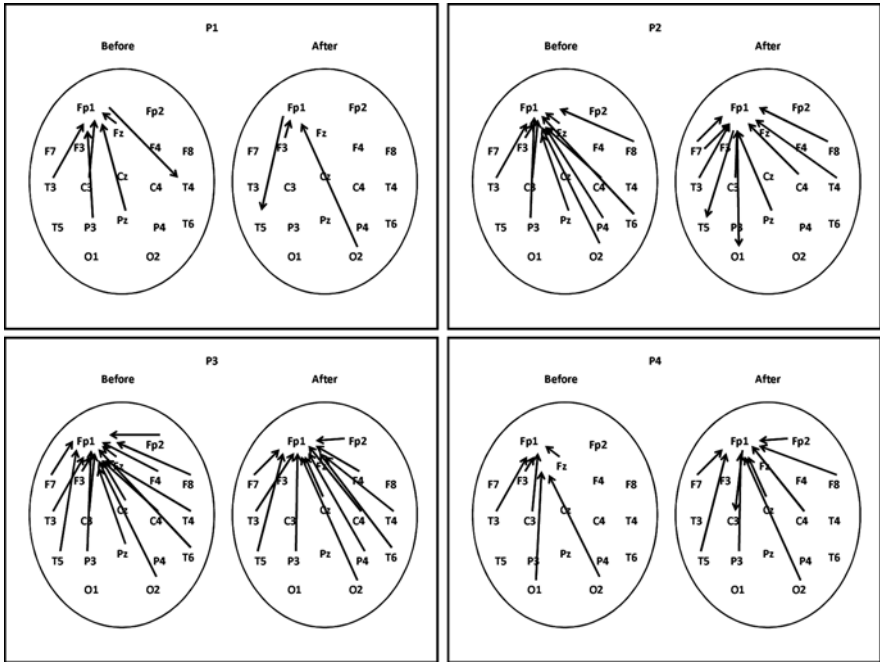 P1
Before After
Fp1 Fp2
Fz
F7 F3 F4 F8
T3 C3 Cz C4 T4
T5 P3 Pz P4 T6
O1 O2
Fp1 Fp2
Fz
F7 F3 F4 F8
T3 C3 Cz C4 T4
T5 P3 Pz P4 T6
O1 O2
P2
Before After
Fp1 Fp2
Fz
F7 F3 F4 F8
T3 C3 Cz C4 T4
T5 P3 Pz P4 T6
O1 O2
Fp1 Fp2
Fz
F7 F3 F4 F8
T3 C3 Cz C4 T4
T5 P3 Pz P4 T6
O1 O2
P3
Before After
Fp1 Fp2
Fz
F7 F3 F4 F8
T3 C3 Cz C4 T4
T5 P3 Pz P4 T6
O1 O2
Fp1 Fp2
Fz
F7 F3 F4 F8
T3 C3 Cz C4 T4
T5 P3 Pz P4 T6
O1 O2
P4
Before After
Fp1 Fp2
Fz
F7 F3 F4 F8
T3 C3 Cz C4 T4
T5 P3 Pz P4 T6
O1 O2
Fp1 Fp2
Fz
F7 F3 F4 F8
T3 C3 Cz C4 T4
T5 P3 Pz P4 T6
O1 O2